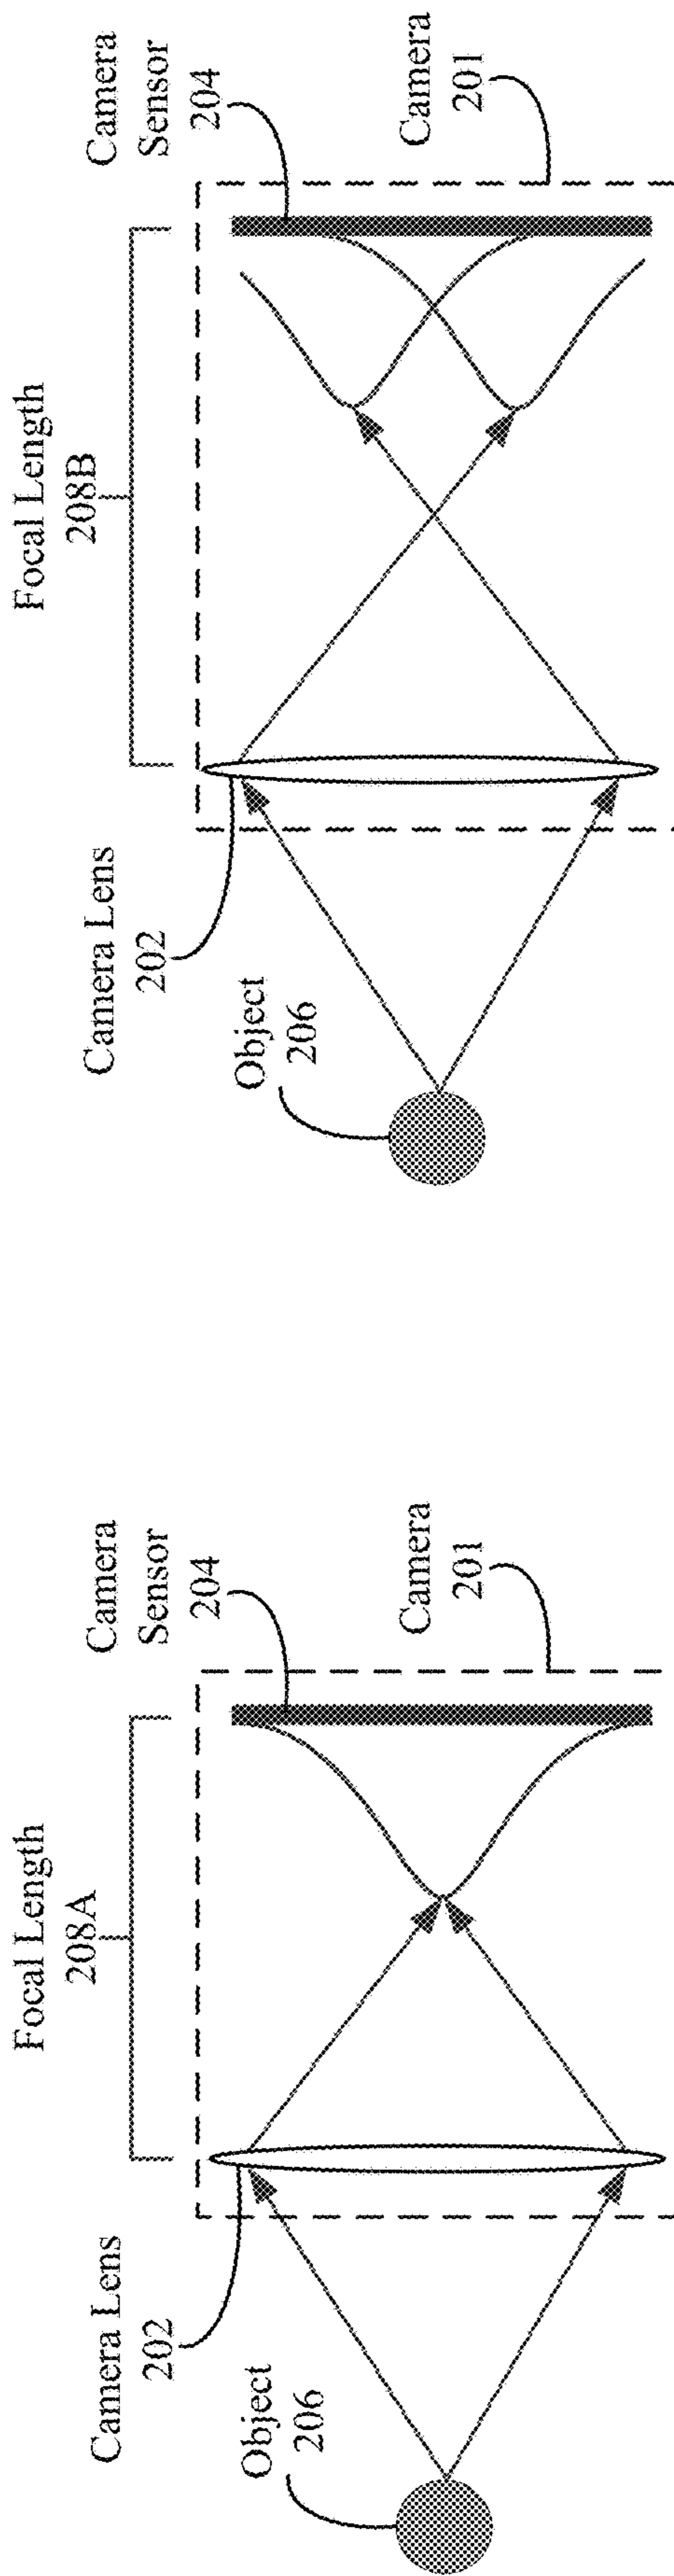 Focal Length
208A
Camera Lens
202
Camera
Sensor
204
Object
206
Camera
201
Focal Length
208B
Camera Lens
202
Camera
Sensor
204
Object
206
Camera
201